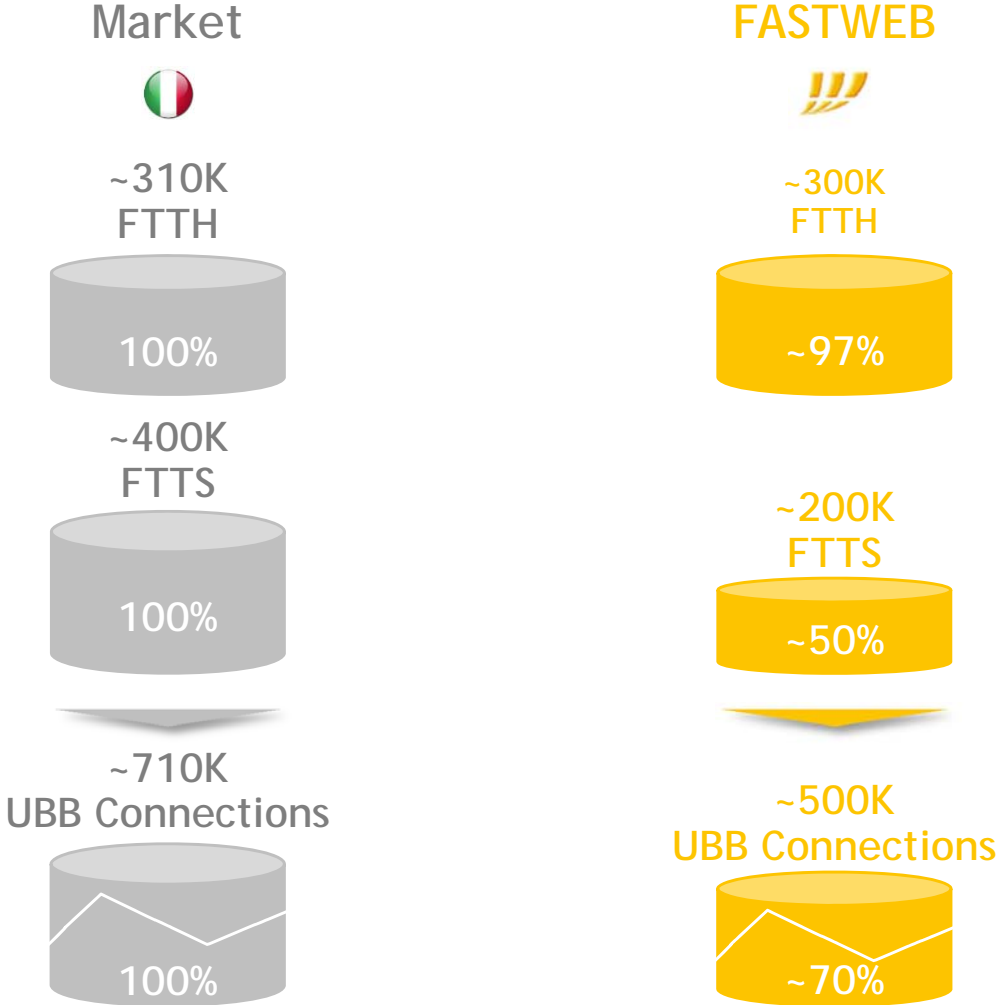 Market
~310K
FTTH
100%
~400K
FTTS
100%
~710K
UBB Connections
100%
FASTWEB
~300K
FTTH
~97%
~200K
FTTS
~50%
~500K
UBB Connections
~70%